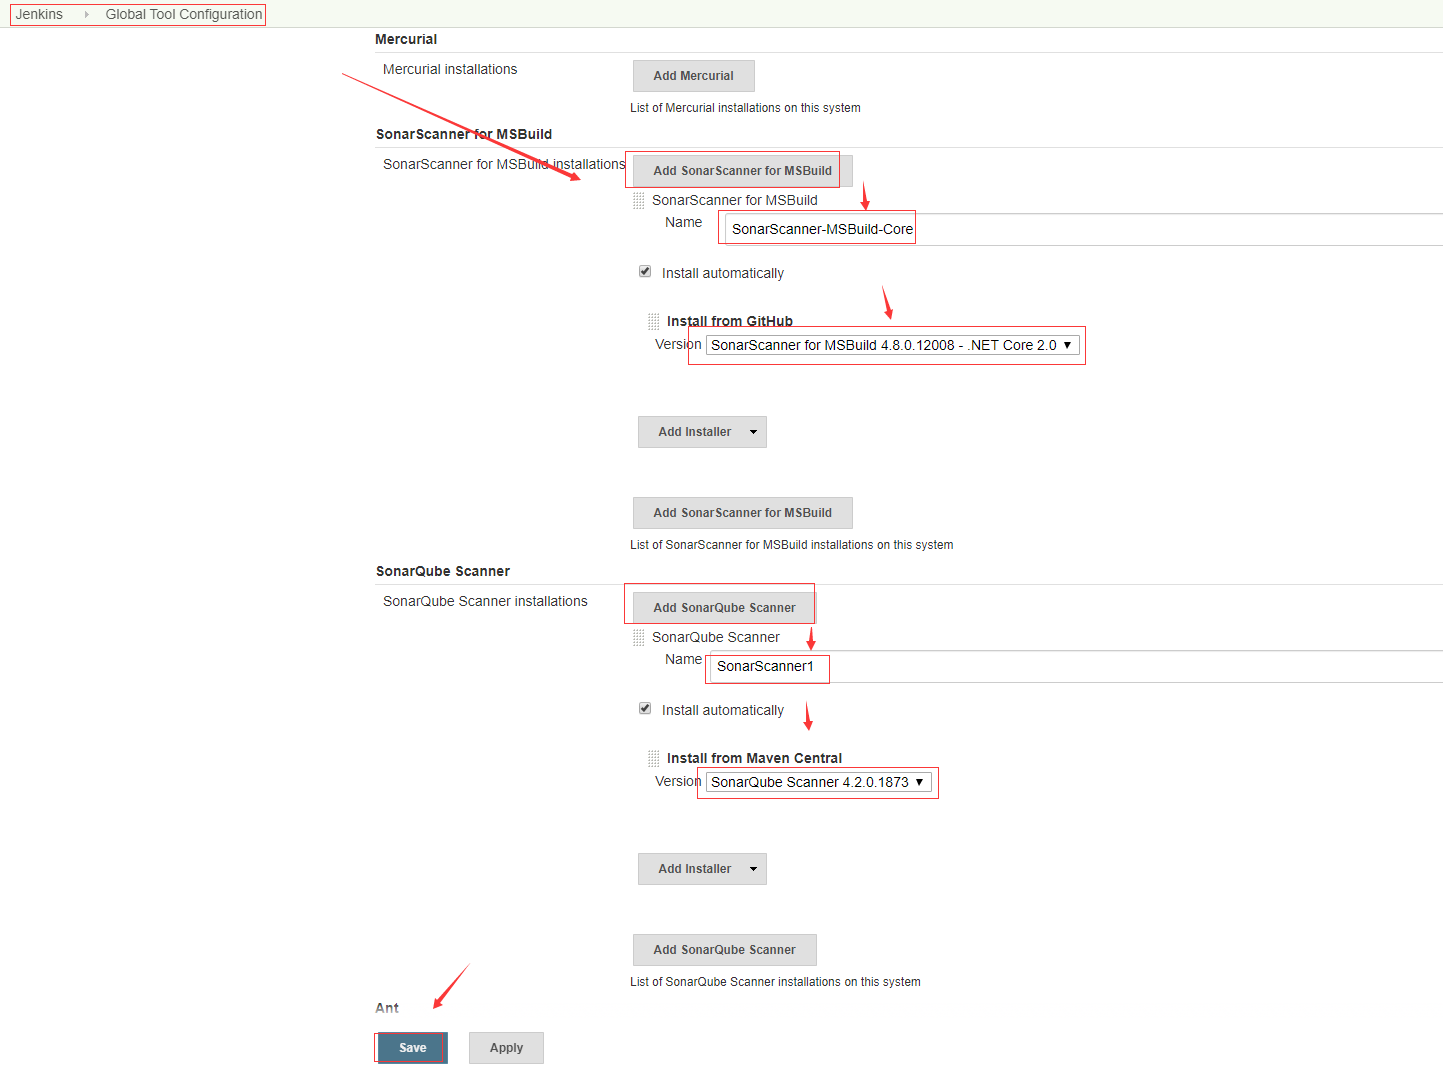 Jenkins Global Tool Configuration
Mercurial
Mercurial installations
Add Mercurial
List of Mercurial installations on this system
SonarScanner for MSBuild
SonarScanner for MSBuild installations
Add SonarScanner for MSBuild
SonarScanner for MSBuild
Name
SonarScanner-MSBuild-Core
Install automatically
Install from GitHub
Version
SonarScanner for MSBuild 4.8.0.12008 - .NET Core 2.0
Add Installer
Add SonarScanner for MSBuild
List of SonarScanner for MSBuild installations on this system
SonarQube Scanner
SonarQube Scanner installations
Add SonarQube Scanner
SonarQube Scanner
Name
SonarScanner1
Install automatically
Install from Maven Central
Version
SonarQube Scanner 4.2.0.1873
Add Installer
Add SonarQube Scanner
List of SonarQube Scanner installations on this system
Ant
Save
Apply